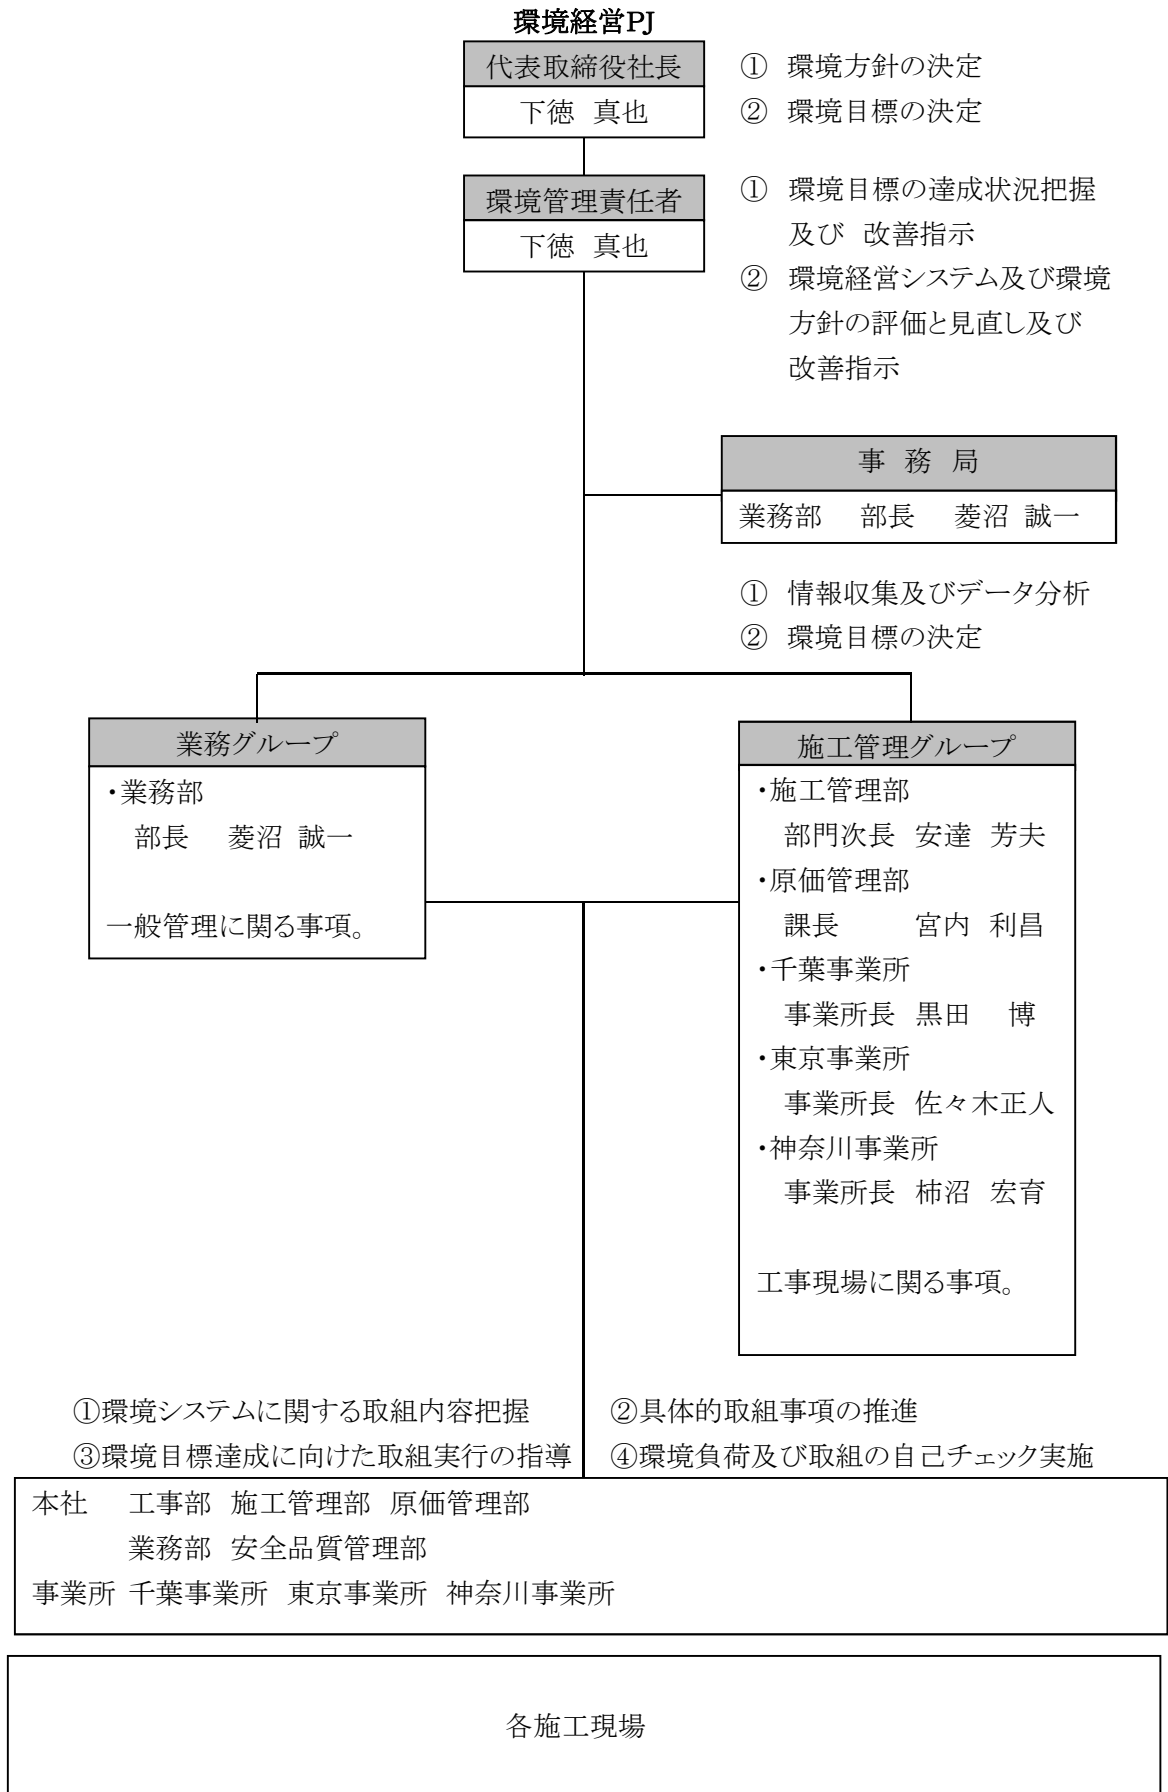 環境経営PJ
代表取締役社長
下徳 真也
① 環境方針の決定
② 環境目標の決定
環境管理責任者
下徳 真也
① 環境目標の達成状況把握
及び 改善指示
② 環境経営システム及び環境
方針の評価と見直し及び
改善指示
事 務 局
業務部 部長 菱沼 誠一
① 情報収集及びデータ分析
② 環境目標の決定
業務グループ
・業務部
部長 菱沼 誠一
一般管理に関る事項。
施工管理グループ
・施工管理部
部門次長 安達 芳夫
・原価管理部
課長 宮内 利昌
・千葉事業所
事業所長 黒田 博
・東京事業所
事業所長 佐々木正人
・神奈川事業所
事業所長 柿沼 宏育
工事現場に関る事項。
①環境システムに関する取組内容把握 ②具体的取組事項の推進
③環境目標達成に向けた取組実行の指導 ④環境負荷及び取組の自己チェック実施
本社 工事部 施工管理部 原価管理部
業務部 安全品質管理部
事業所 千葉事業所 東京事業所 神奈川事業所
各施工現場